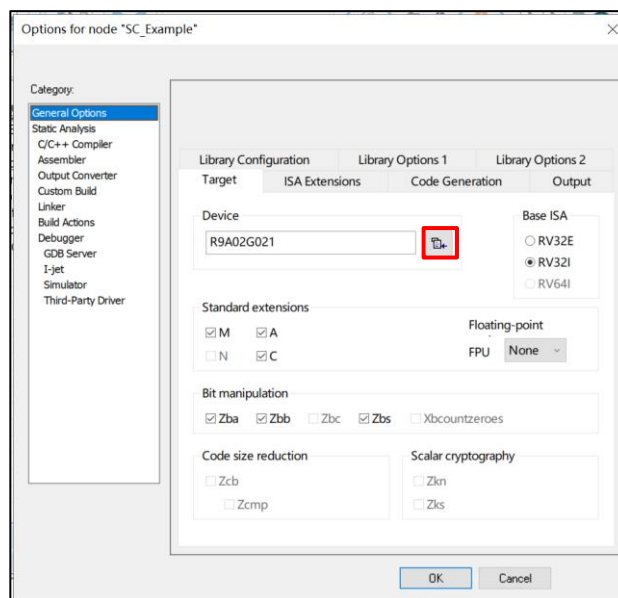 Options for node "SC_Example"
Category:
General Options
Static Analysis
C/C++ Compiler
Assembler
Output Converter
Custom Build
Linker
Build Actions
Debugger
GDB Server
I-jet
Simulator
Third-Party Driver
Library Configuration Library Options 1 Library Options 2
Target ISA Extensions Code Generation Output
Device
R9A02G021
Base ISA
RV32E
RV32I
RV64I
Standard extensions
M A
N C
Floating-point
FPU None
Bit manipulation
Zba Zbb Zbc Zbs Xbcountzeroes
Code size reduction
Zcb
Zcmp
Scalar cryptography
Zkn
Zks
OK Cancel